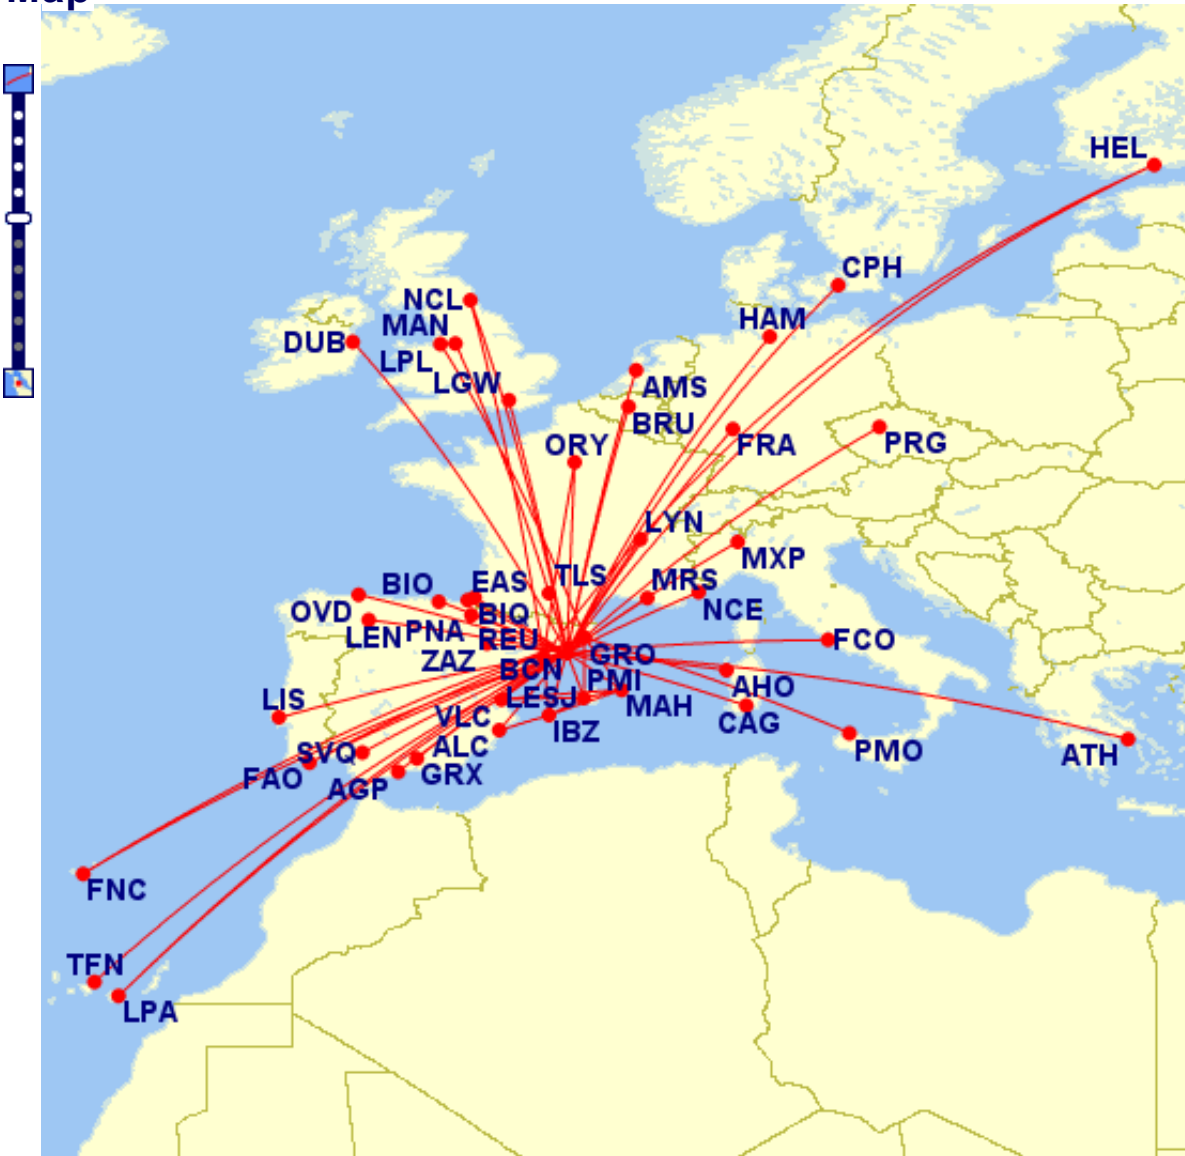 Map
HEL
CPH
NCL
HAM
MAN
DUB
LPL
LGW
AMS
BRU
ORY
FRA
PRG
LYN
MXP
BIO
EAS
TLS
MRS
OVD
BIQ
NCE
LEN
PNA
REU
ZAZ
GRO
FCO
BCN
PMI
AHO
LIS
LESJ
MAH
VLC
CAG
IBZ
SVQ
ALC
PMO
ATH
FAO
AGP
GRX
FNC
TFN
LPA